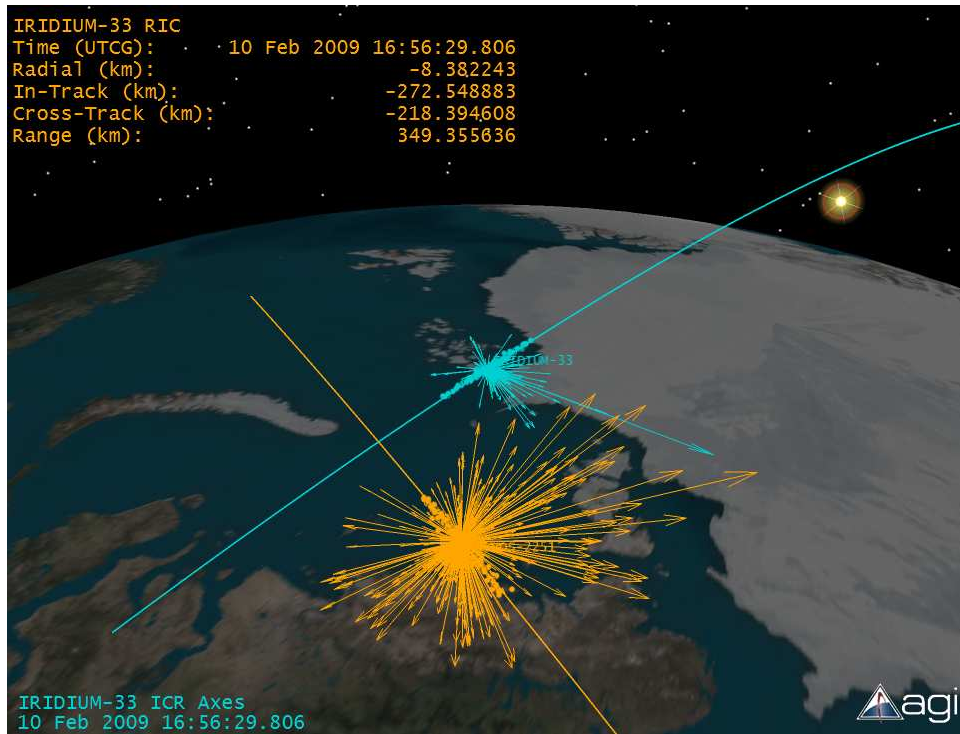 IRIDIUM-33 RIC
Time (UTCG): 10 Feb 2009 16:56:29.806
Radial (km): -8.382243
In-Track (km): -272.548883
Cross-Track (km): -218.394608
Range (km): 349.355636
IRIDIUM-33
2251
IRIDIUM-33 ICR Axes
10 Feb 2009 16:56:29.806
agi